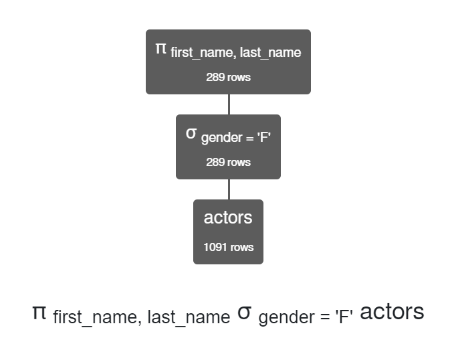 π first_name, last_name
289 rows
σ gender = 'F'
289 rows
actors
1091 rows
π first_name, last_name σ gender = 'F' actors